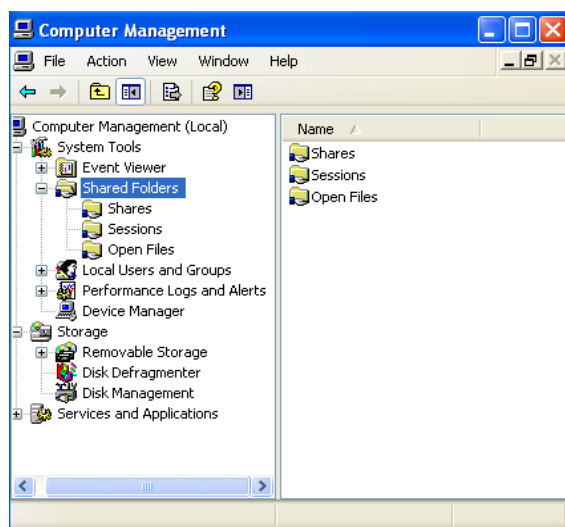 Computer Management
File Action View Window Help
Computer Management (Local)
System Tools
Event Viewer
Shared Folders
Shares
Sessions
Open Files
Local Users and Groups
Performance Logs and Alerts
Device Manager
Storage
Removable Storage
Disk Defragmenter
Disk Management
Services and Applications
Name
Shares
Sessions
Open Files